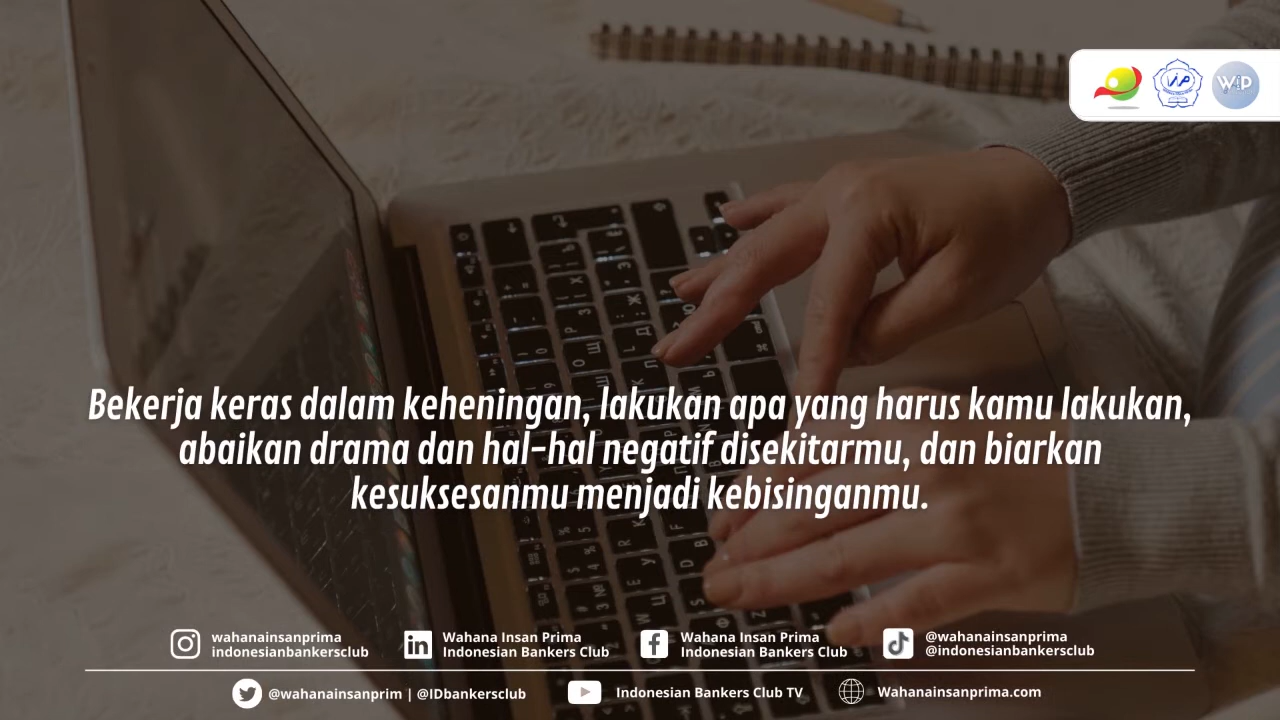 WiP
Bekerja keras dalam keheningan, lakukan apa yang harus kamu lakukan,
abaikan drama dan hal-hal negatif disekitarmu, dan biarkan
kesuksesanmu menjadi kebisinganmu.
wahanainsanprima
indonesianbankersclub
Wahana Insan Prima
Indonesian Bankers Club
Wahana Insan Prima
Indonesian Bankers Club
@wahanainsanprima
@indonesianbankersclub
@wahanainsanprim | @IDbankersclub
Indonesian Bankers Club TV
Wahanainsanprima.com